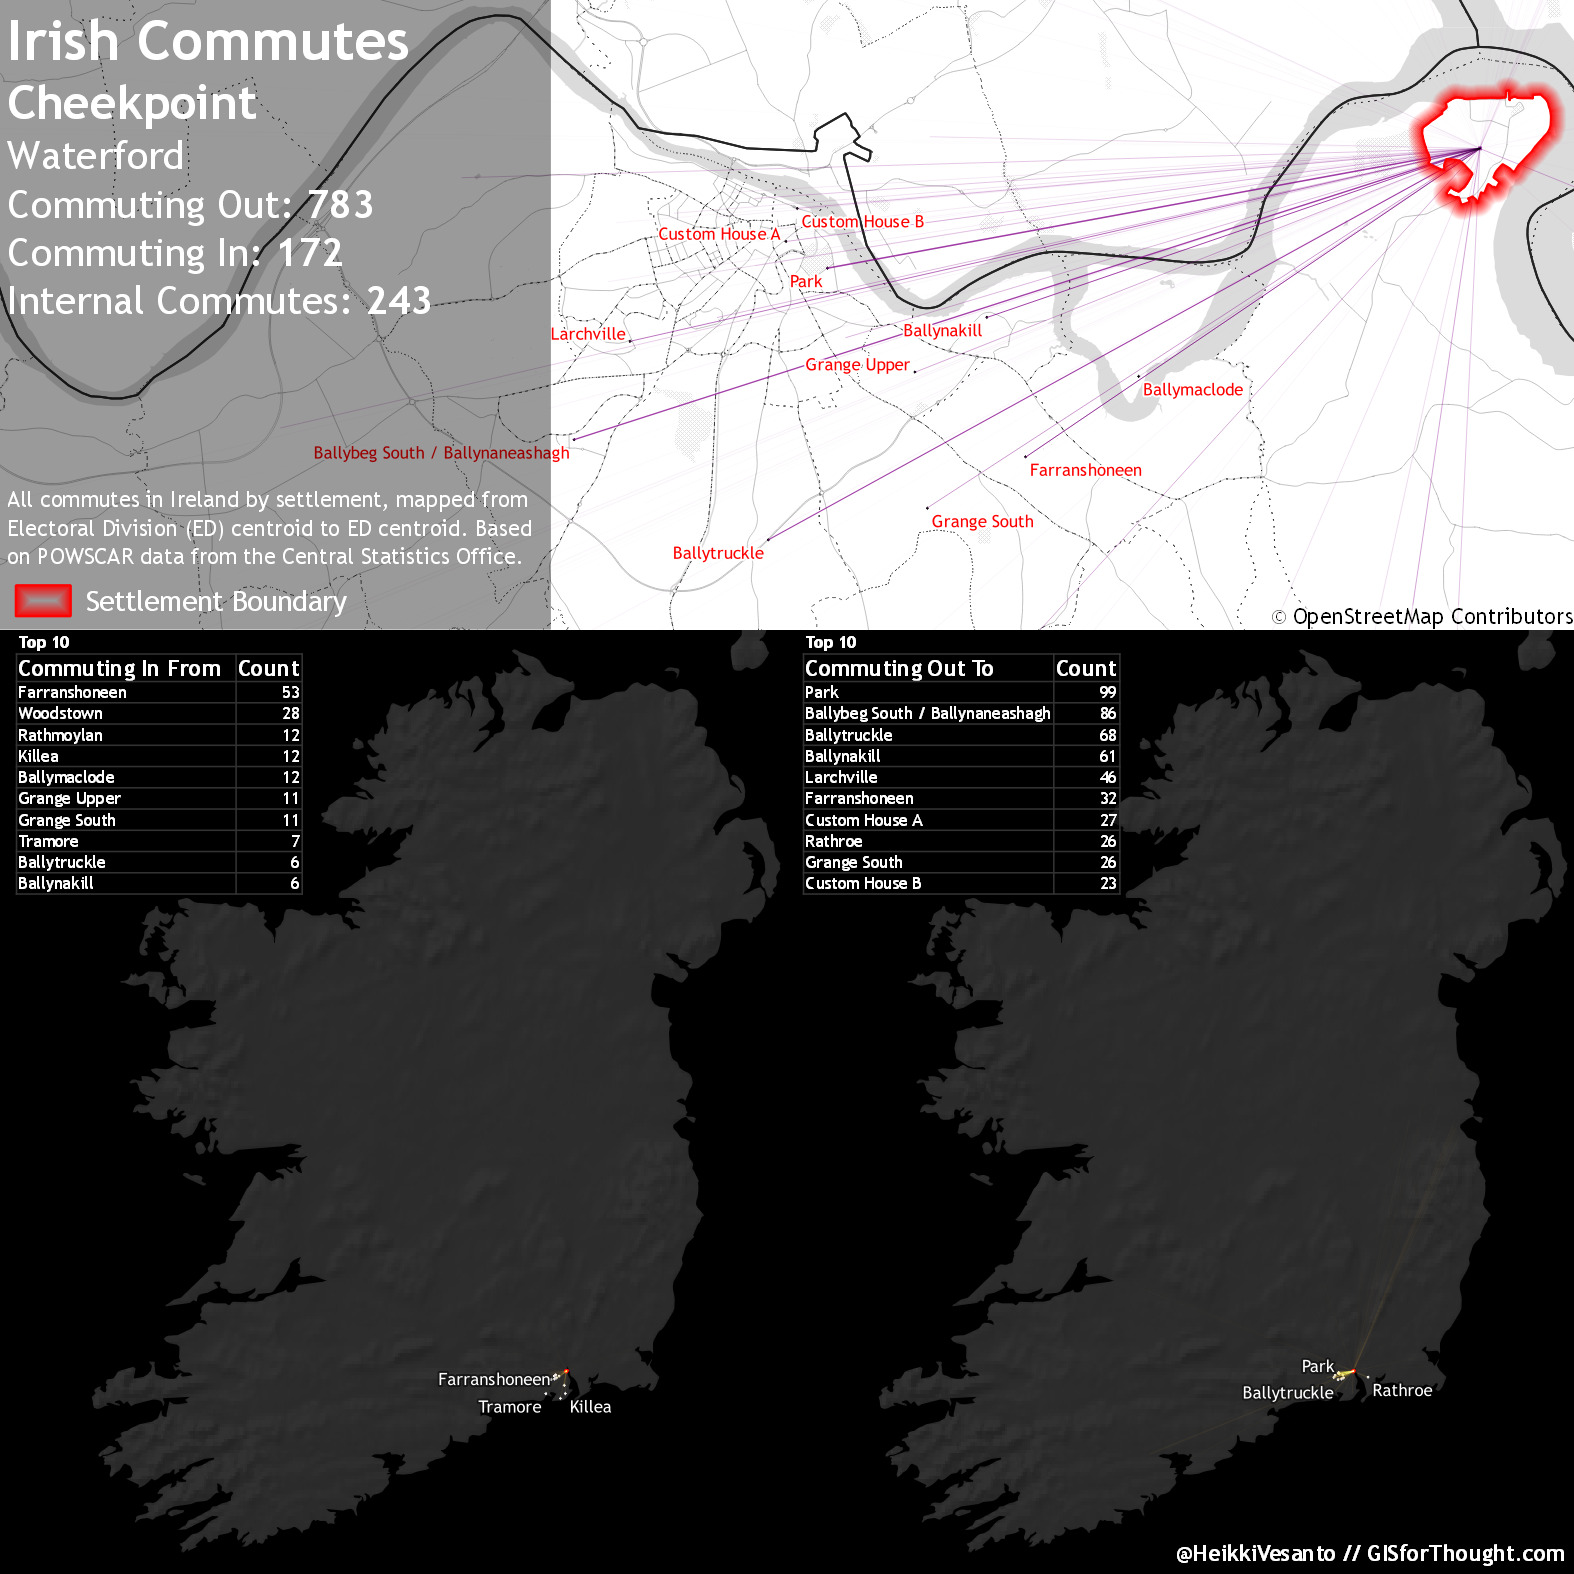 Irish Commutes
Cheekpoint
Waterford
Commuting Out: 783
Commuting In: 172
Internal Commutes: 243
Custom House A
Custom House B
Park
Larchville
Ballynakill
Grange Upper
Ballymaclode
Ballybeg South / Ballynaneashagh
Farranshoneen
Grange South
Ballytruckle
All commutes in Ireland by settlement, mapped from
Electoral Division (ED) centroid to ED centroid. Based
on POWSCAR data from the Central Statistics Office.
Settlement Boundary
© OpenStreetMap Contributors
Top 10
Commuting In From Count
Farranshoneen 53
Woodstown 28
Rathmoylan 12
Killea 12
Ballymaclode 12
Grange Upper 11
Grange South 11
Tramore 7
Ballytruckle 6
Ballynakill 6
Top 10
Commuting Out To Count
Park 99
Ballybeg South / Ballynaneashagh 86
Ballytruckle 68
Ballynakill 61
Larchville 46
Farranshoneen 32
Custom House A 27
Rathroe 26
Grange South 26
Custom House B 23
Farranshoneen
Tramore
Killea
Park
Ballytruckle
Rathroe
@HeikkiVesanto // GISforThought.com